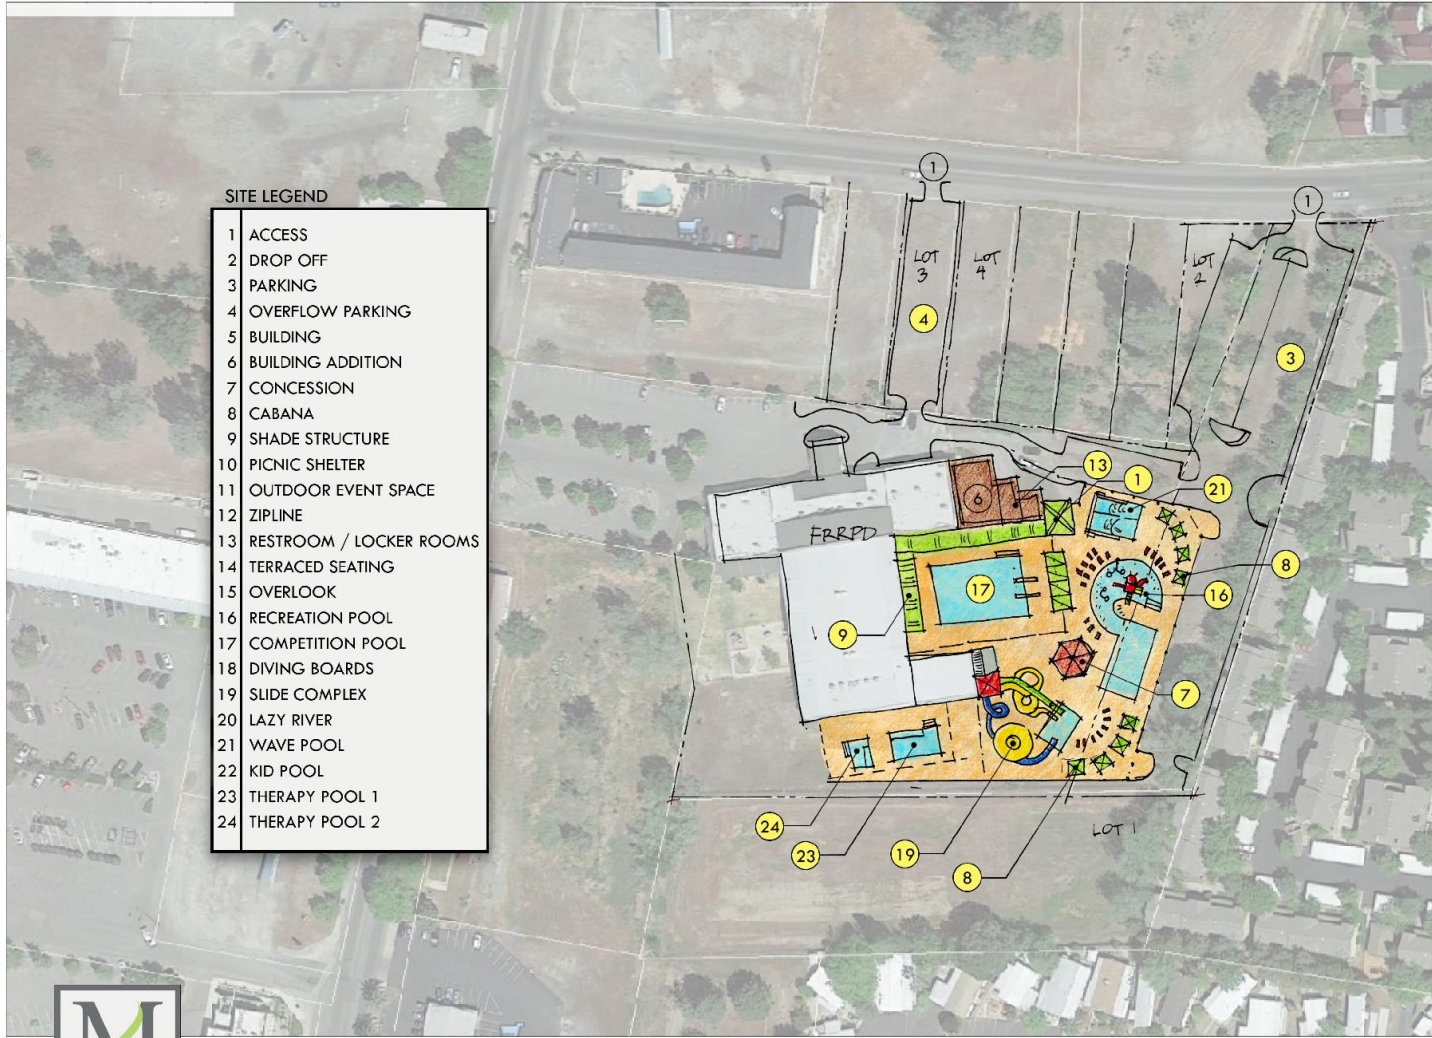 SITE LEGEND
1 ACCESS
2 DROP OFF
3 PARKING
4 OVERFLOW PARKING
5 BUILDING
6 BUILDING ADDITION
7 CONCESSION
8 CABANA
9 SHADE STRUCTURE
10 PICNIC SHELTER
11 OUTDOOR EVENT SPACE
12 ZIPLINE
13 RESTROOM / LOCKER ROOMS
14 TERRACED SEATING
15 OVERLOOK
16 RECREATION POOL
17 COMPETITION POOL
18 DIVING BOARDS
19 SLIDE COMPLEX
20 LAZY RIVER
21 WAVE POOL
22 KID POOL
23 THERAPY POOL 1
24 THERAPY POOL 2
1
1
LOT
3
LOT
4
LOT
2
4
3
13
1
21
6
FRRPD
8
17
16
9
7
24
23
19
8
LOT 1
M